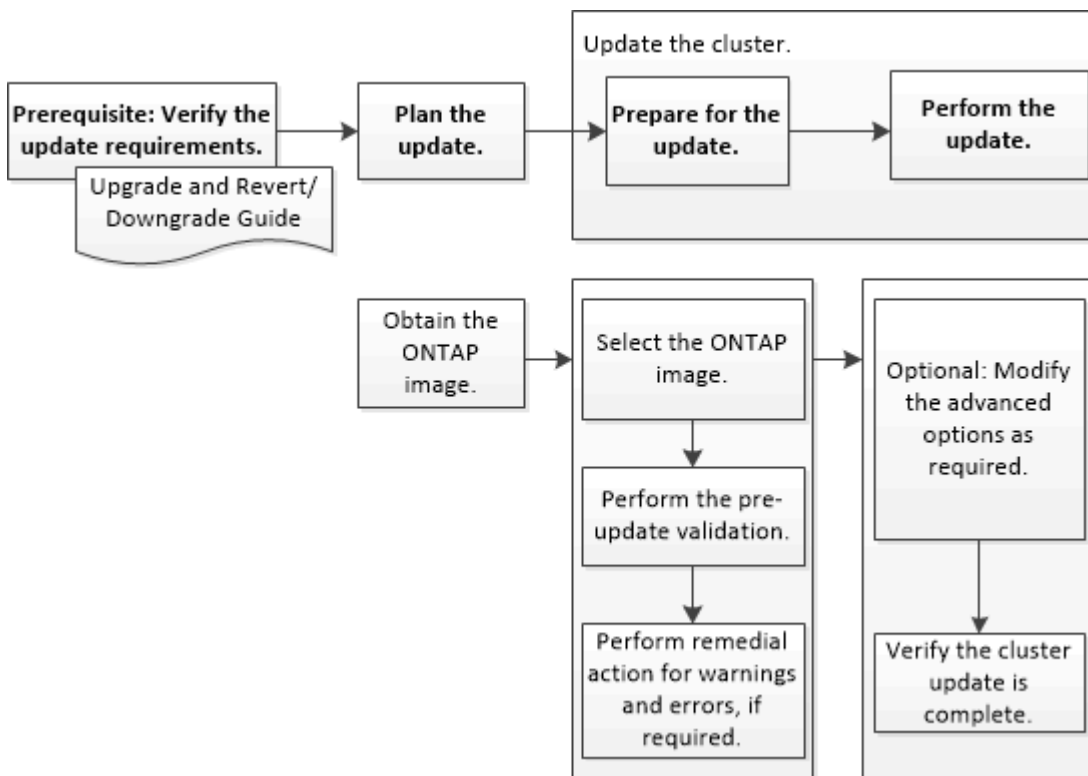 Update the cluster.
Prerequisite: Verify the
update requirements.
Upgrade and Revert/
Downgrade Guide
Plan the
update.
Prepare for the
update.
Perform the
update.
Obtain the
ONTAP
image.
Select the ONTAP
image.
Perform the pre-
update validation.
Perform remedial
action for warnings
and errors, if
required.
Optional: Modify
the advanced
options as
required.
Verify the cluster
update is
complete.